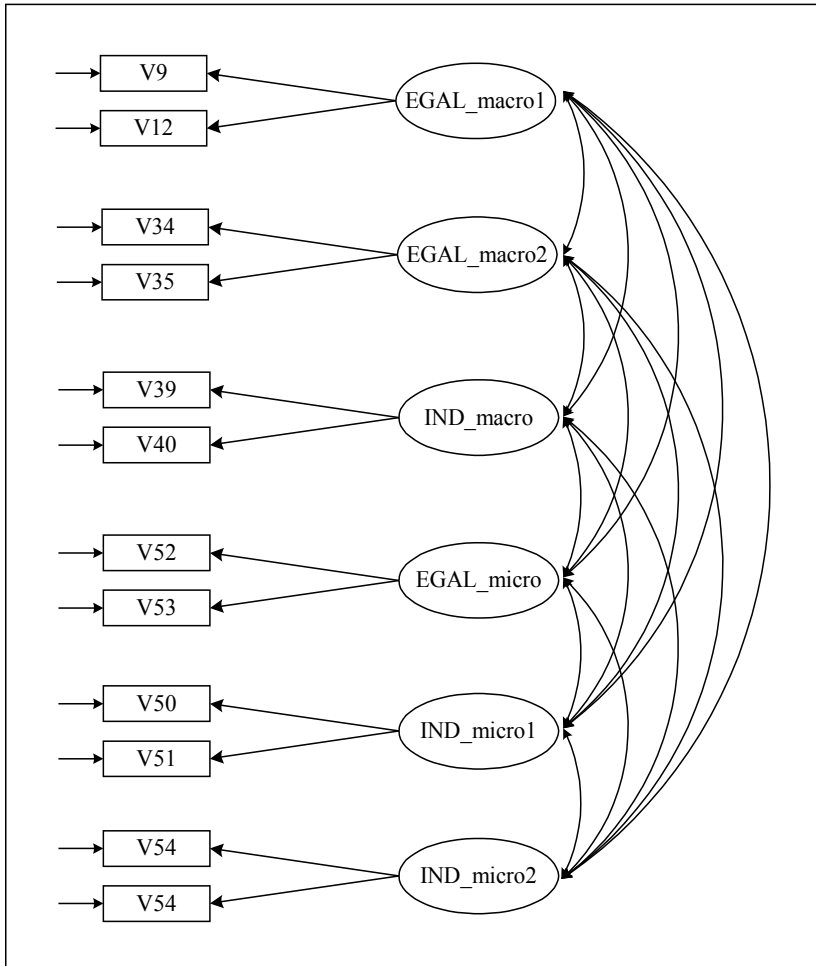 V9
EGAL_macro1
V12
V34
EGAL_macro2
V35
V39
IND_macro
V40
V52
EGAL_micro
V53
V50
IND_micro1
V51
V54
IND_micro2
V54